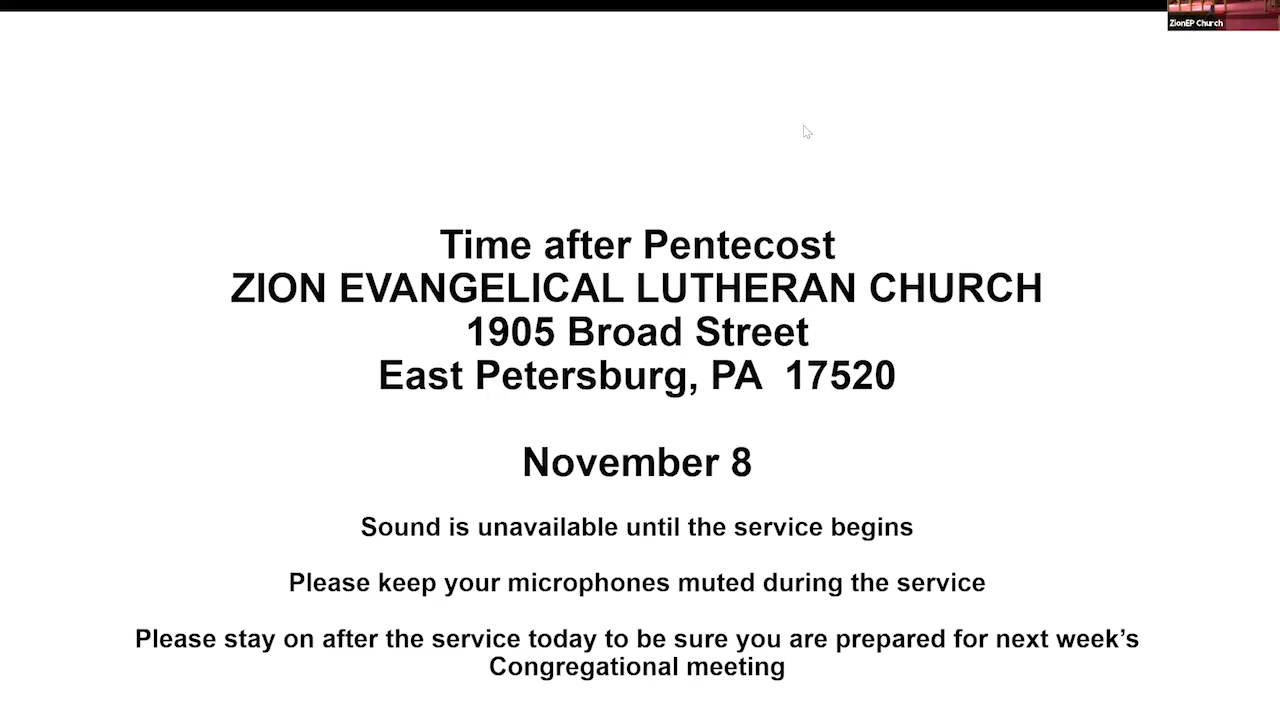 ZionEP Church
Time after Pentecost
ZION EVANGELICAL LUTHERAN CHURCH
1905 Broad Street
East Petersburg, PA  17520
November 8
Sound is unavailable until the service begins
Please keep your microphones muted during the service
Please stay on after the service today to be sure you are prepared for next week’s
Congregational meeting